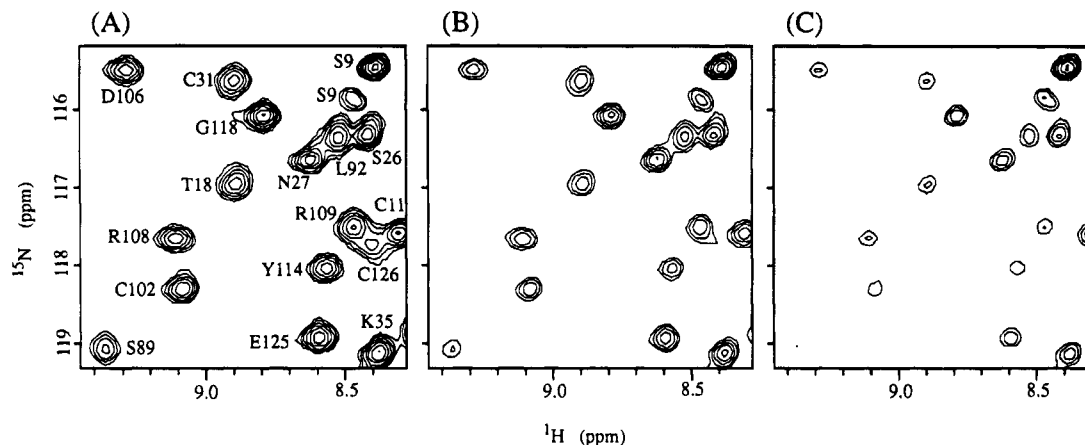 (A) (B) (C)
D106 C31 S9
S9
G118
S26
N27 L92
T18
R109 C11
R108
C126
Y114
C102
K35
S89 E125
116
117
118
119
¹⁵N (ppm)
9.0 8.5 9.0 8.5 9.0 8.5
¹H (ppm)